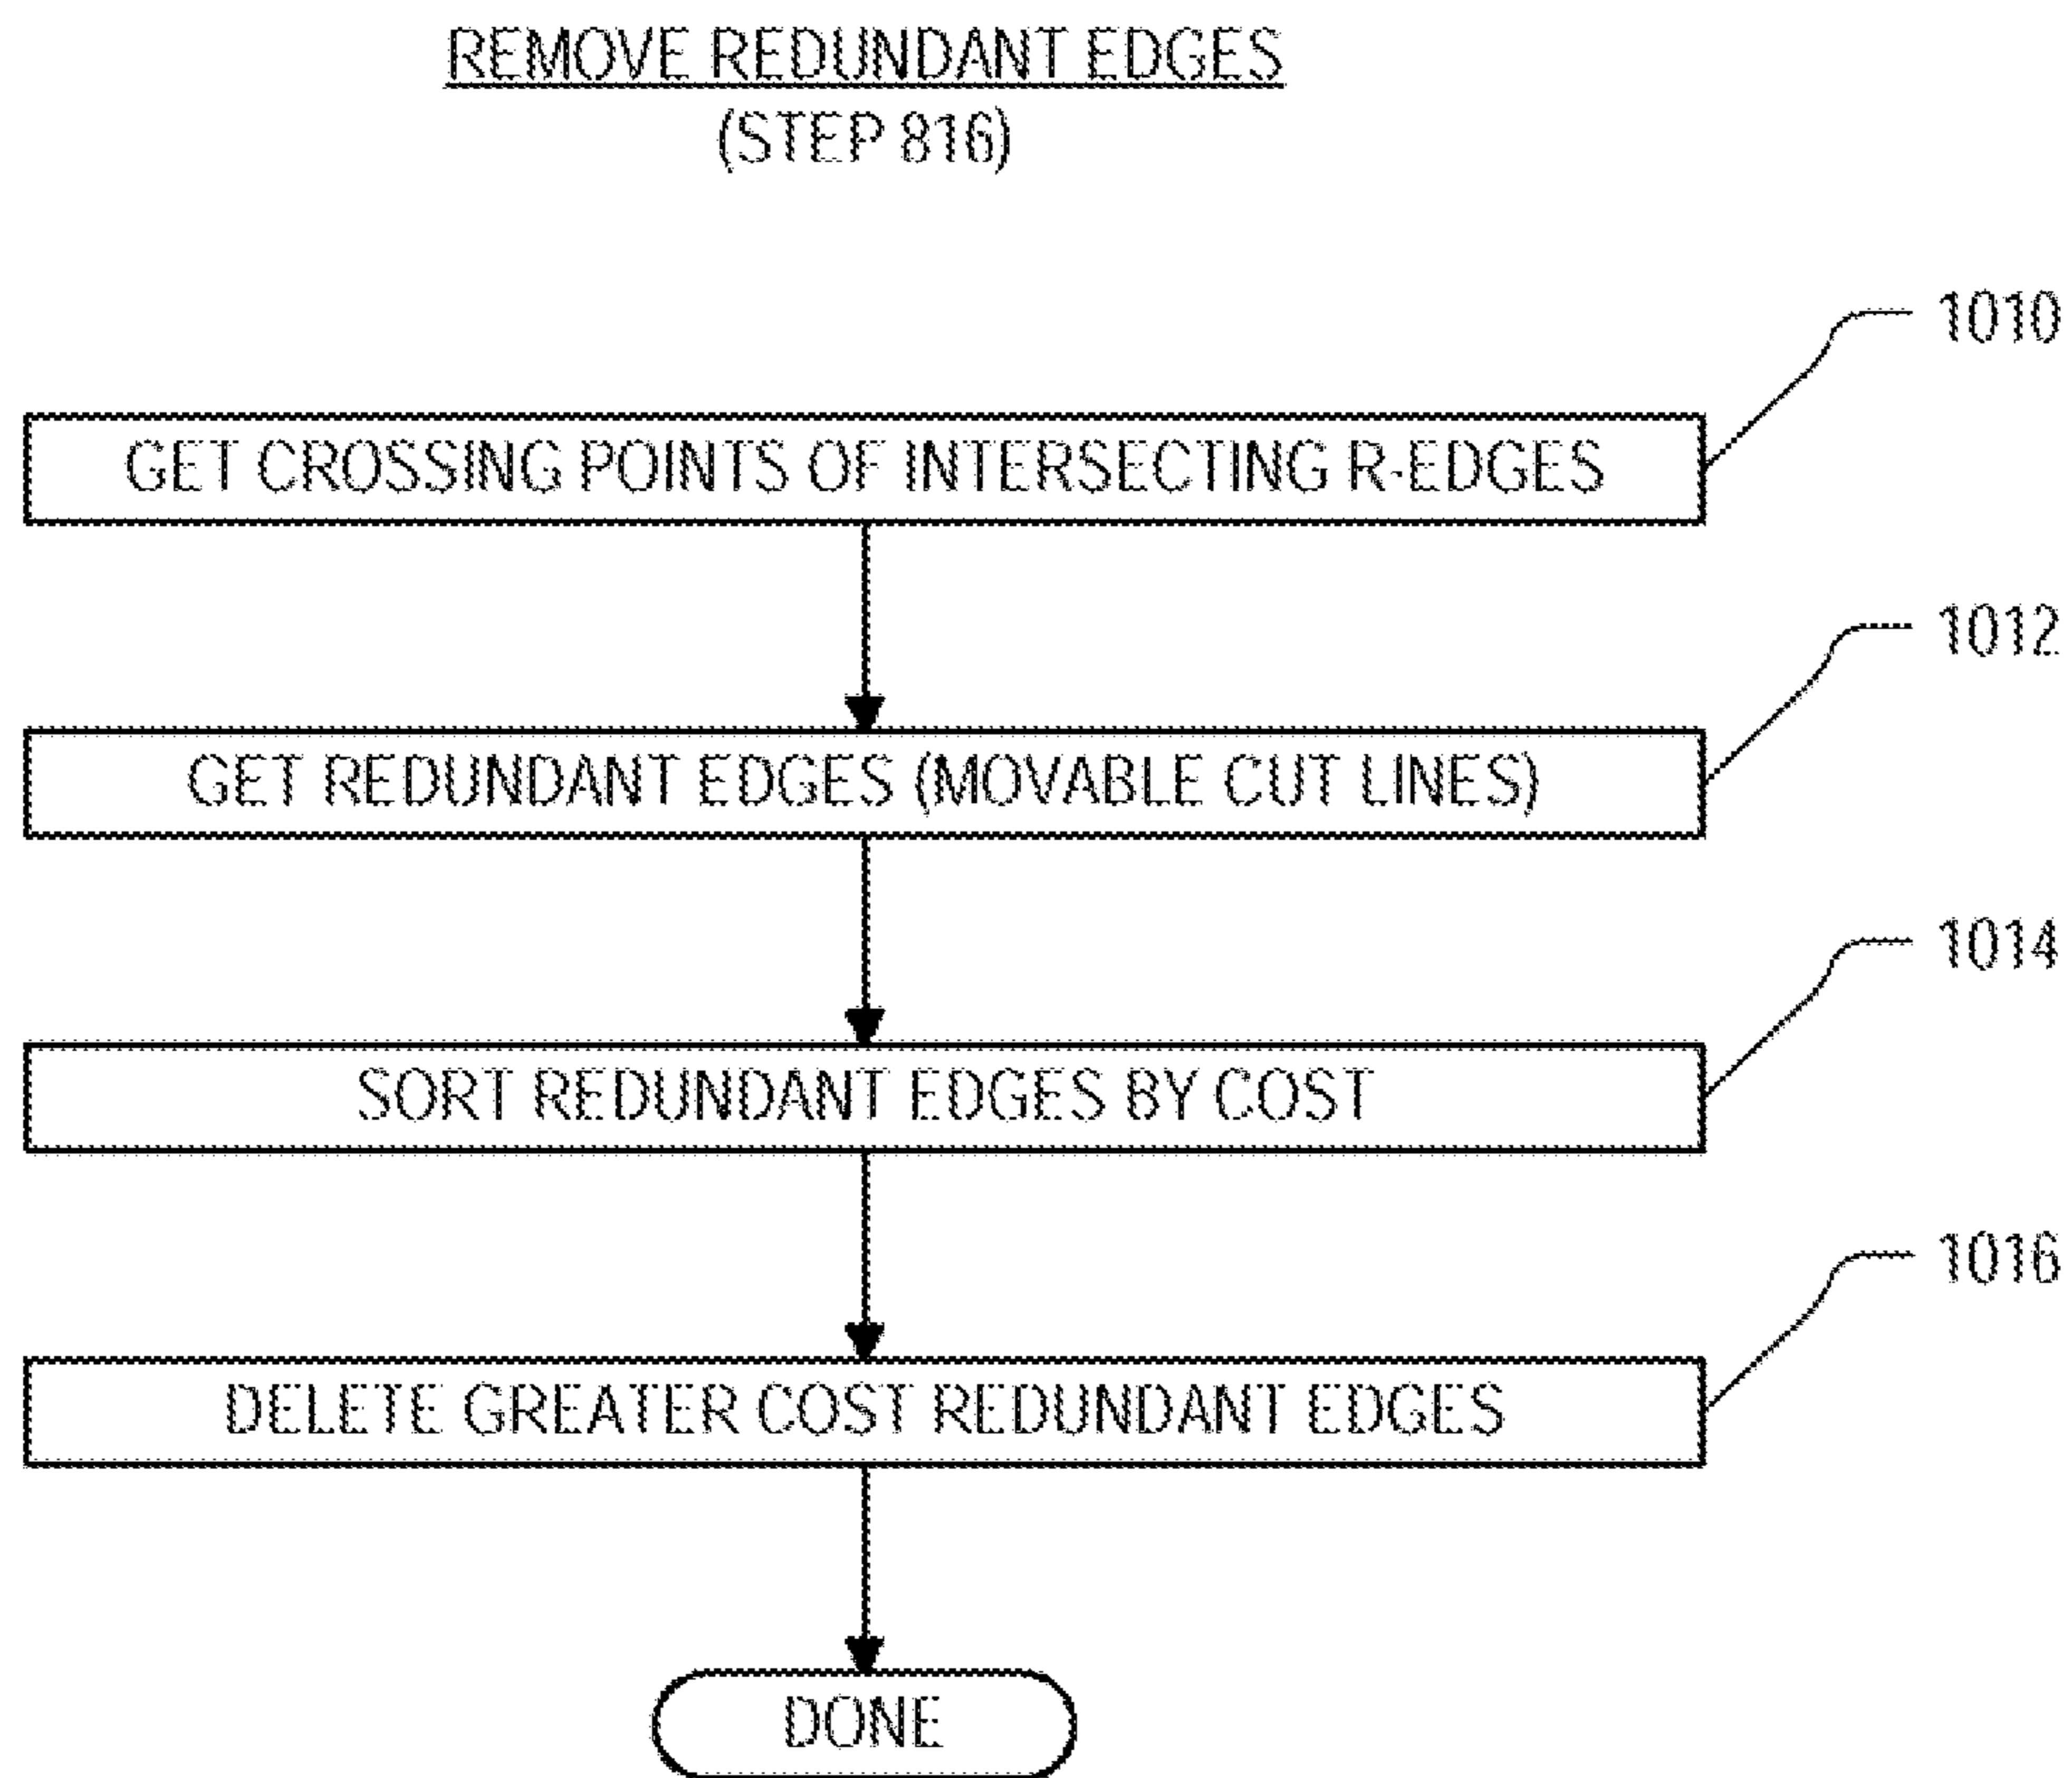 REMOVE REDUNDANT EDGES
(STEP 816)
1010
GET CROSSING POINTS OF INTERSECTING R-EDGES
1012
GET REDUNDANT EDGES (MOVABLE CUT LINES)
1014
SORT REDUNDANT EDGES BY COST
1016
DELETE GREATER COST REDUNDANT EDGES
DONE